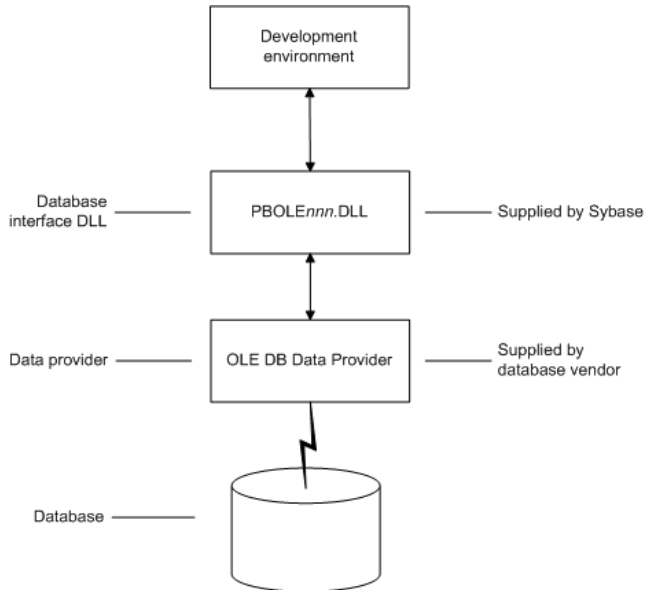 Development
environment
Database
interface DLL
PBOLEnnn.DLL
Supplied by Sybase
Data provider
OLE DB Data Provider
Supplied by
database vendor
Database